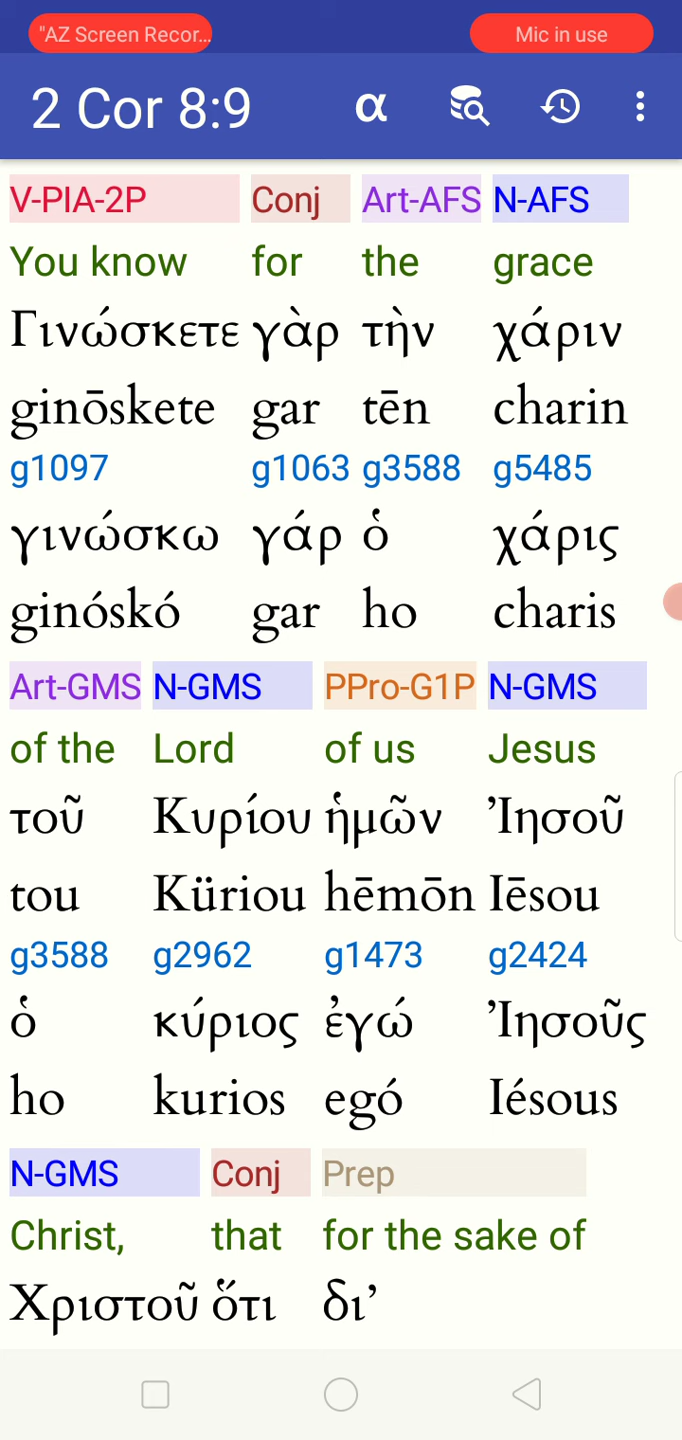 "AZ Screen Recor... Mic in use
2 Cor 8:9 α
V-PIA-2P Conj Art-AFS N-AFS
You know for the grace
Γινώσκετε γὰρ τὴν χάριν
ginōskete gar tēn charin
g1097 g1063 g3588 g5485
γινώσκω γάρ ὁ χάρις
ginóskó gar ho charis
Art-GMS N-GMS PPro-G1P N-GMS
of the Lord of us Jesus
τοῦ Κυρίου ἡμῶν Ἰησοῦ
tou Küriou hēmōn Iēsou
g3588 g2962 g1473 g2424
ὁ κύριος ἐγώ Ἰησοῦς
ho kurios egó Iésous
N-GMS Conj Prep
Christ, that for the sake of
Χριστοῦ ὅτι δι’